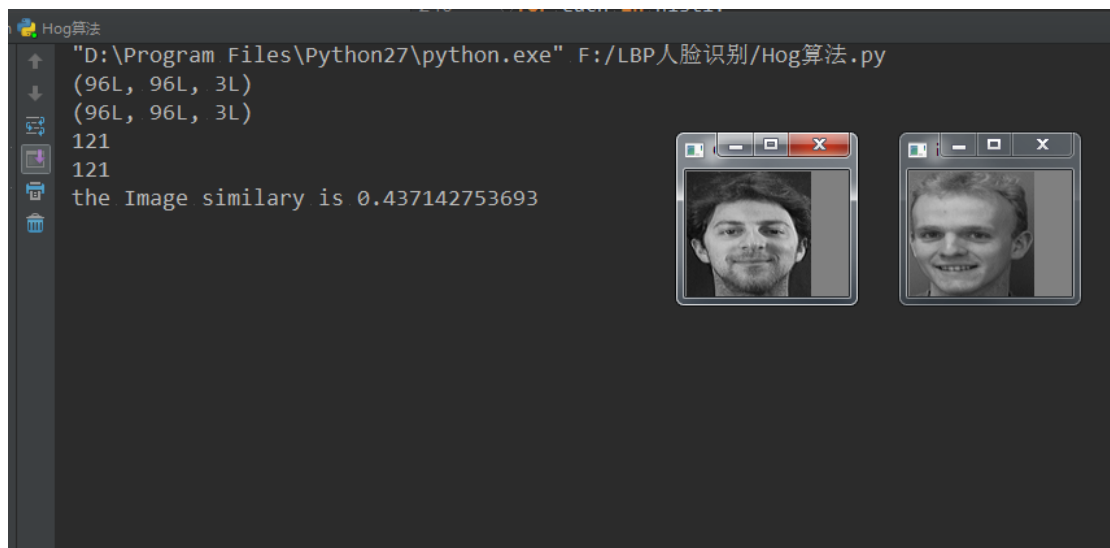 Hog算法
"D:\Program Files\Python27\python.exe" F:/LBP人脸识别/Hog算法.py
(96L, 96L, 3L)
(96L, 96L, 3L)
121
121
the Image similary is 0.437142753693